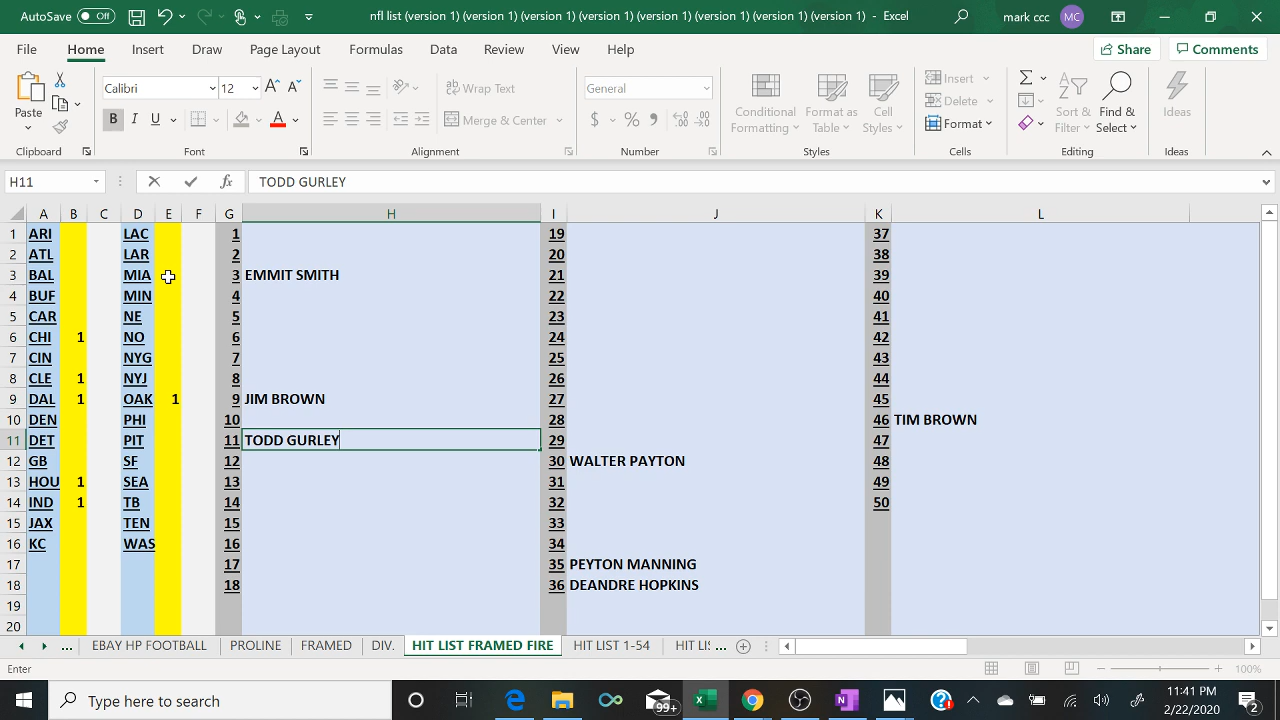 AutoSave Off nfl list (version 1) (version 1) (version 1) (version 1) (version 1) (version 1) (version 1) - Excel mark ccc MC
File Home Insert Draw Page Layout Formulas Data Review View Help Share Comments
Paste Calibri 12 Wrap Text General Conditional Formatting Format as Table Cell Styles Insert Delete Format Sort & Filter Find & Select Ideas
B I U A Merge & Center $ %
Clipboard Font Alignment Number Styles Cells Editing Ideas
H11 fx TODD GURLEY
A B C D E F G H I J K L
1 ARI LAC 1 19 37
2 ATL LAR 2 20 38
3 BAL MIA 3 EMMIT SMITH 21 39
4 BUF MIN 4 22 40
5 CAR NE 5 23 41
6 CHI 1 NO 6 24 42
7 CIN NYG 7 25 43
8 CLE 1 NYJ 8 26 44
9 DAL 1 OAK 1 9 JIM BROWN 27 45
10 DEN PHI 10 28 46 TIM BROWN
11 DET PIT 11 TODD GURLEY 29 47
12 GB SF 12 30 WALTER PAYTON 48
13 HOU 1 SEA 13 31 49
14 IND 1 TB 14 32 50
15 JAX TEN 15 33
16 KC WAS 16 34
17 17 35 PEYTON MANNING
18 18 36 DEANDRE HOPKINS
19
20
... EBAY HP FOOTBALL PROLINE FRAMED DIV. HIT LIST FRAMED FIRE HIT LIST 1-54 HIT LIS ...
Enter 100%
Type here to search 99+ 11:41 PM
2/22/2020 2